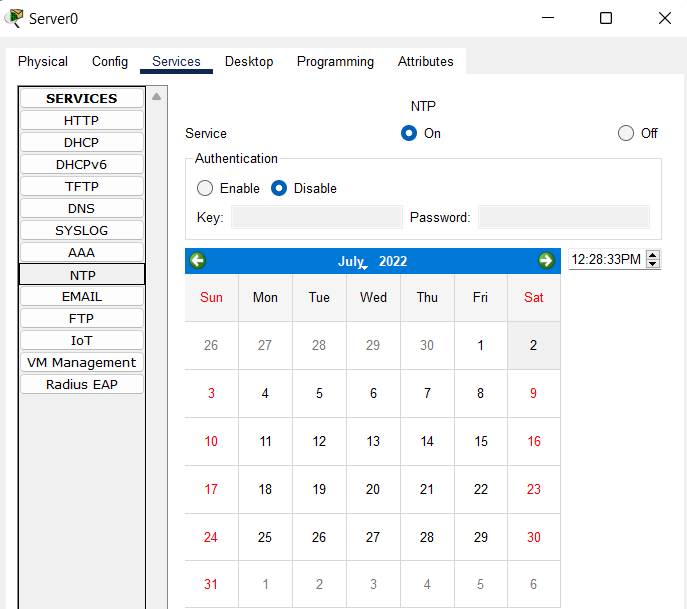 Server0
Physical Config Services Desktop Programming Attributes
SERVICES
HTTP
DHCP
DHCPv6
TFTP
DNS
SYSLOG
AAA
NTP
EMAIL
FTP
IoT
VM Management
Radius EAP
NTP
Service On Off
Authentication
Enable Disable
Key: Password:
July, 2022 12:28:33PM
Sun Mon Tue Wed Thu Fri Sat
26 27 28 29 30 1 2
3 4 5 6 7 8 9
10 11 12 13 14 15 16
17 18 19 20 21 22 23
24 25 26 27 28 29 30
31 1 2 3 4 5 6